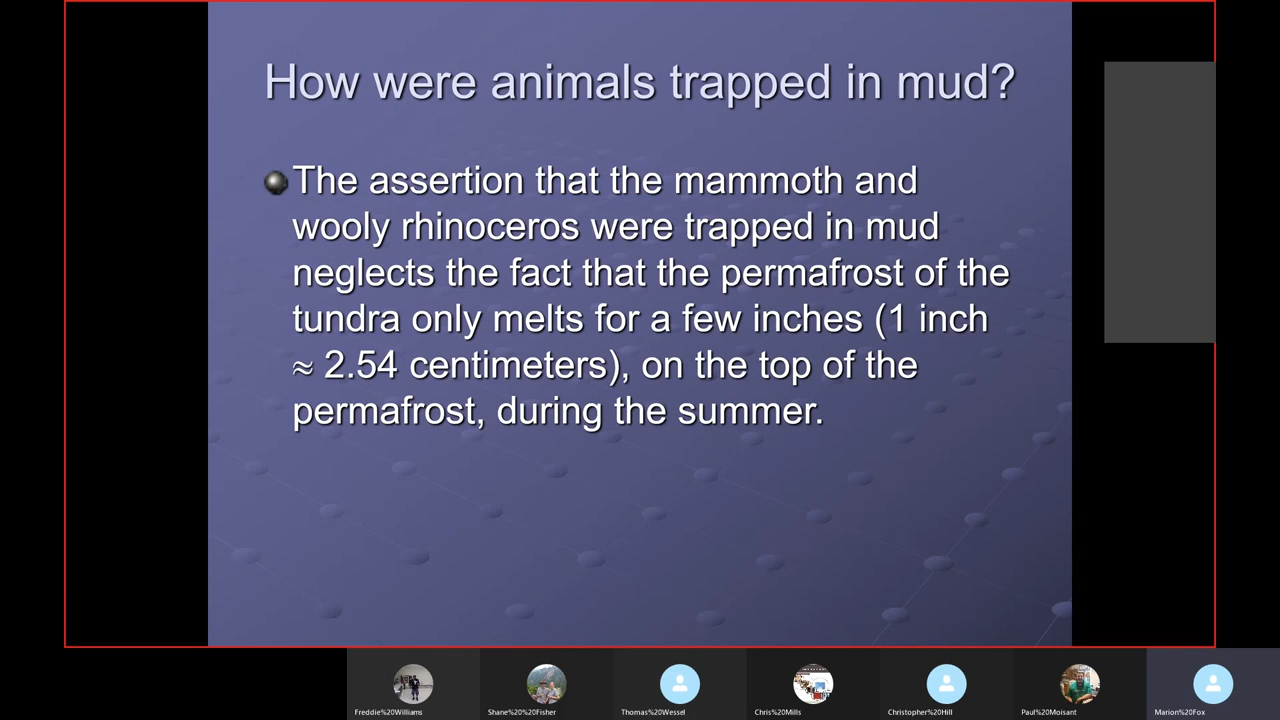 How were animals trapped in mud?
The assertion that the mammoth and
wooly rhinoceros were trapped in mud
neglects the fact that the permafrost of the
tundra only melts for a few inches (1 inch
≈ 2.54 centimeters), on the top of the
permafrost, during the summer.
Freddie%20Williams
Shane%20%20Fisher
Thomas%20Wessel
Chris%20Mills
Christopher%20Hill
Paul%20Moisant
Marion%20Fox